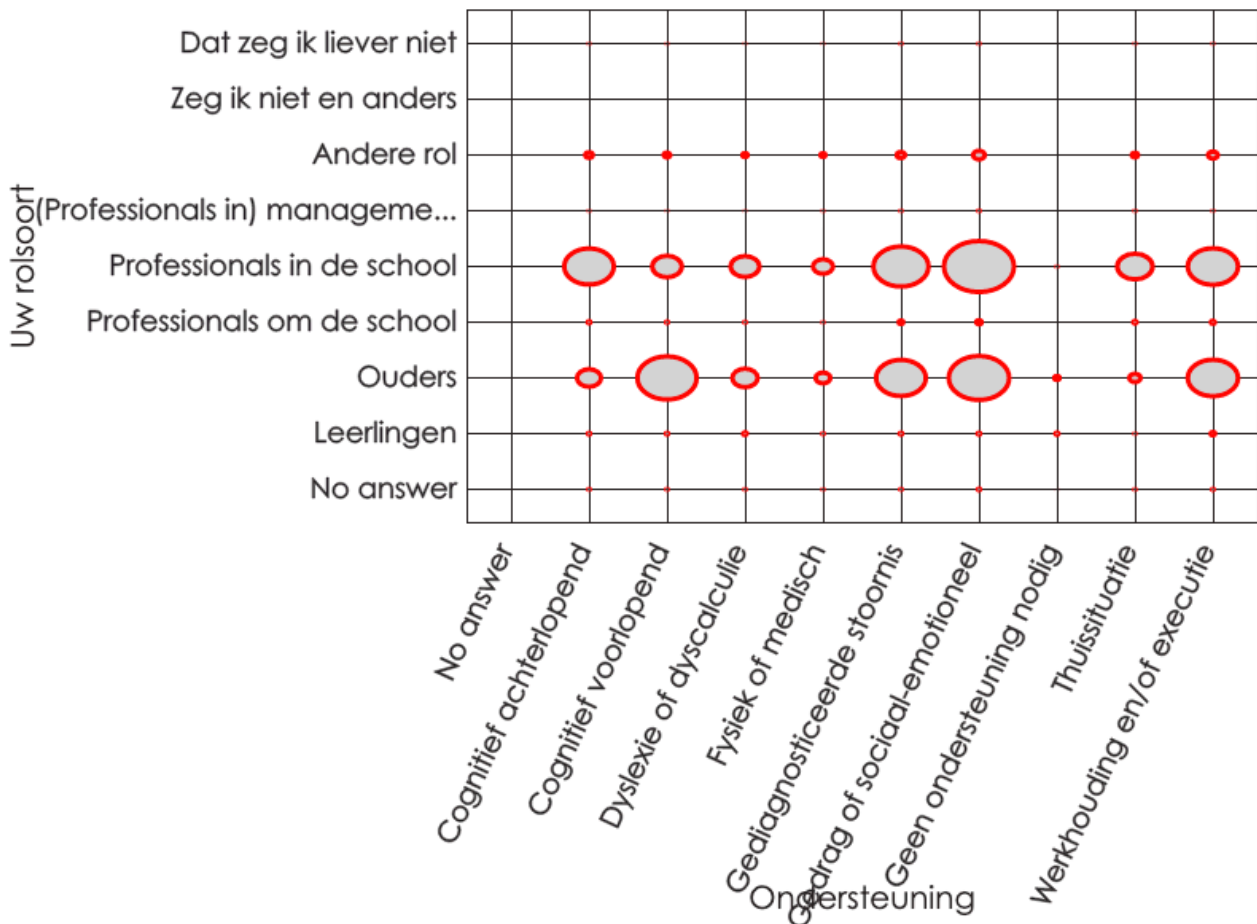 Dat zeg ik liever niet
Zeg ik niet en anders
Andere rol
(Professionals in) manageme...
Professionals in de school
Professionals om de school
Ouders
Leerlingen
No answer
Uw rolsoort
No answer
Cognitief achterlopend
Cognitief voorlopend
Dyslexie of dyscalculie
Fysiek of medisch
Gediagnosticeerde stoornis
Gedrag of sociaal-emotioneel
Geen ondersteuning nodig
Thuissituatie
Werkhouding en/of executie
Ondersteuning